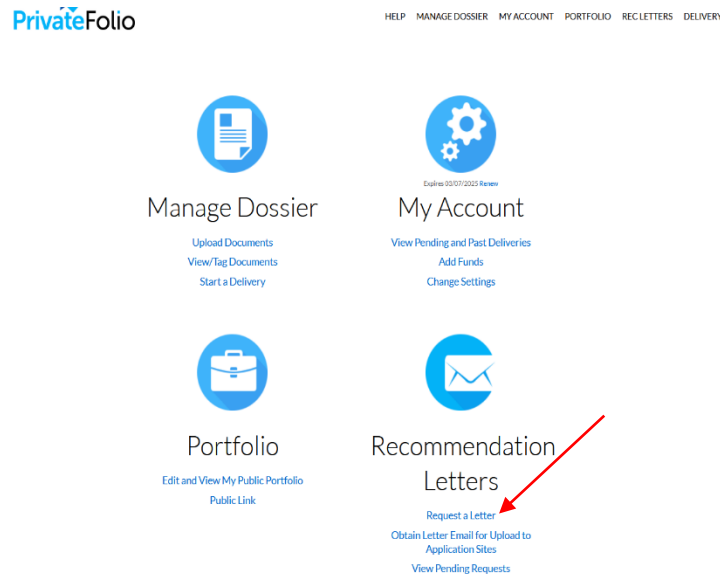 PrivateFolio
HELP MANAGE DOSSIER MY ACCOUNT PORTFOLIO REC LETTERS DELIVERY
Expires 03/07/2025 Renew
Manage Dossier
Upload Documents
View/Tag Documents
Start a Delivery
My Account
View Pending and Past Deliveries
Add Funds
Change Settings
Portfolio
Edit and View My Public Portfolio
Public Link
Recommendation
Letters
Request a Letter
Obtain Letter Email for Upload to
Application Sites
View Pending Requests